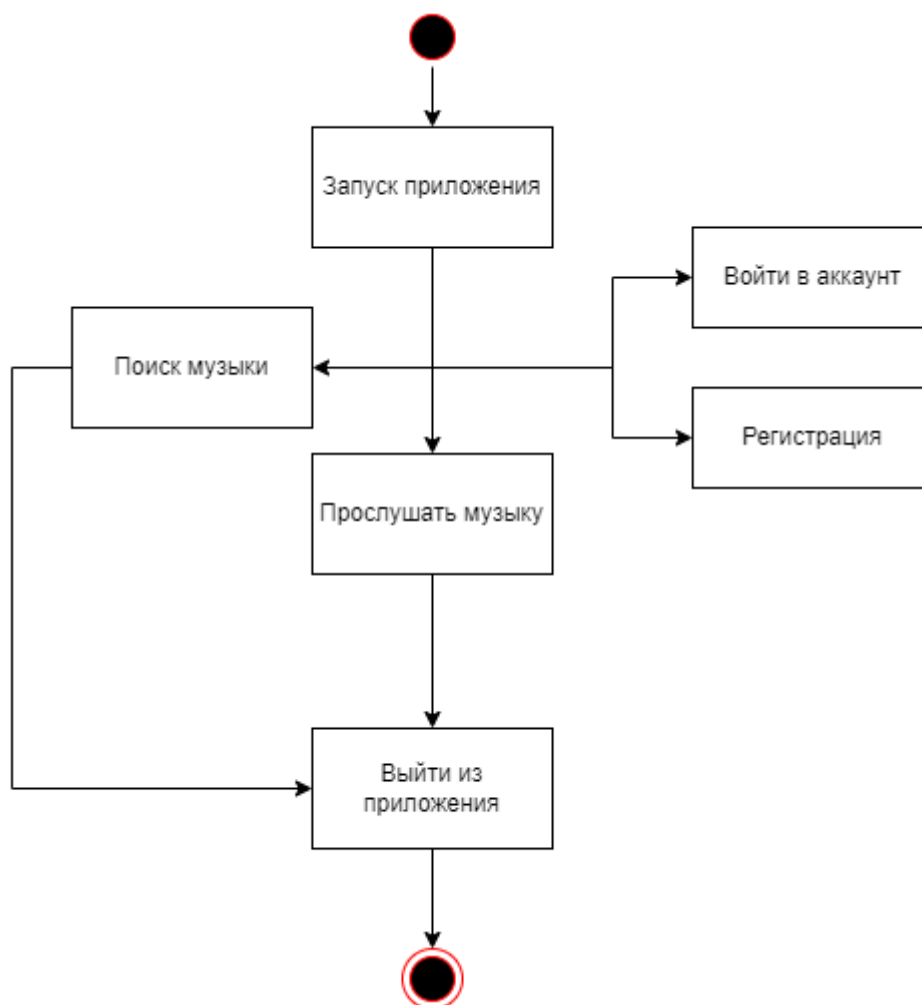 Запуск приложения
Войти в аккаунт
Поиск музыки
Регистрация
Прослушать музыку
Выйти из
приложения